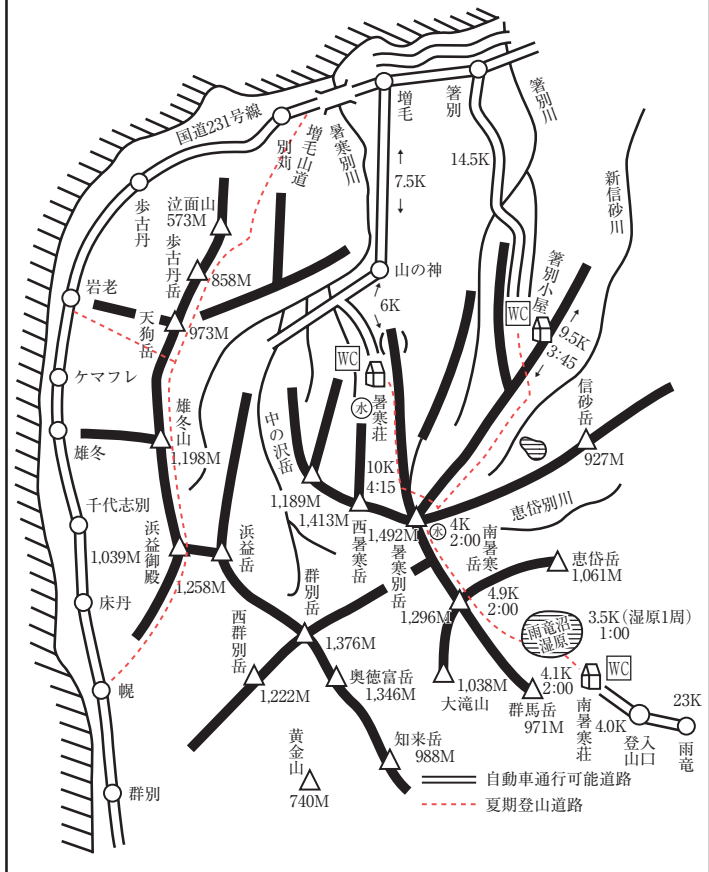 国道231号線
別苅
増毛山道
暑寒別川
増毛
箸別
箸別川
新信砂川
14.5K
↑
7.5K
↓
歩古丹
泣面山
573M
歩古丹岳
858M
山の神
6K
箸別小屋
WC
9.5K
3:45
岩老
天狗岳
973M
WC
水
暑寒荘
ケマフレ
雄冬山
1,198M
雄冬
中の沢岳
1,189M
10K
4:15
1,413M
西暑寒岳
1,492M
暑寒別岳
水
4K
2:00
南暑寒岳
信砂岳
927M
恵岱別川
千代志別
1,039M
浜益御殿
浜益岳
1,258M
床丹
群別岳
1,376M
西群別岳
1,222M
奥徳富岳
1,346M
恵岱岳
1,061M
4.9K
2:00
1,296M
雨竜沼
湿原
3.5K(湿原1周)
1:00
幌
1,038M
大滝山
群馬岳
971M
4.1K
2:00
WC
南暑寒荘
4.0K
登山入口
23K
雨竜
黄金山
740M
知来岳
988M
群別
自動車通行可能道路
夏期登山道路